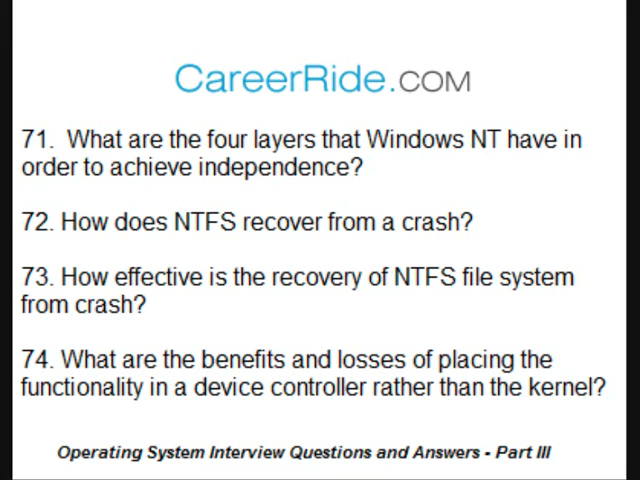 CareerRide.COM
71.  What are the four layers that Windows NT have in
order to achieve independence?
72. How does NTFS recover from a crash?
73. How effective is the recovery of NTFS file system
from crash?
74. What are the benefits and losses of placing the
functionality in a device controller rather than the kernel?
Operating System Interview Questions and Answers - Part III